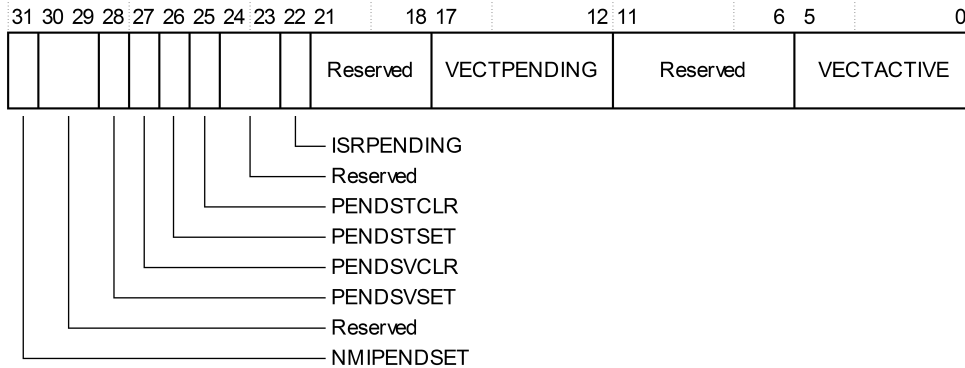 31 30 29 28 27 26 25 24 23 22 21 18 17 12 11 6 5 0
Reserved VECTPENDING Reserved VECTACTIVE
ISRPENDING
Reserved
PENDSTCLR
PENDSTSET
PENDSVCLR
PENDSVSET
Reserved
NMIPENDSET